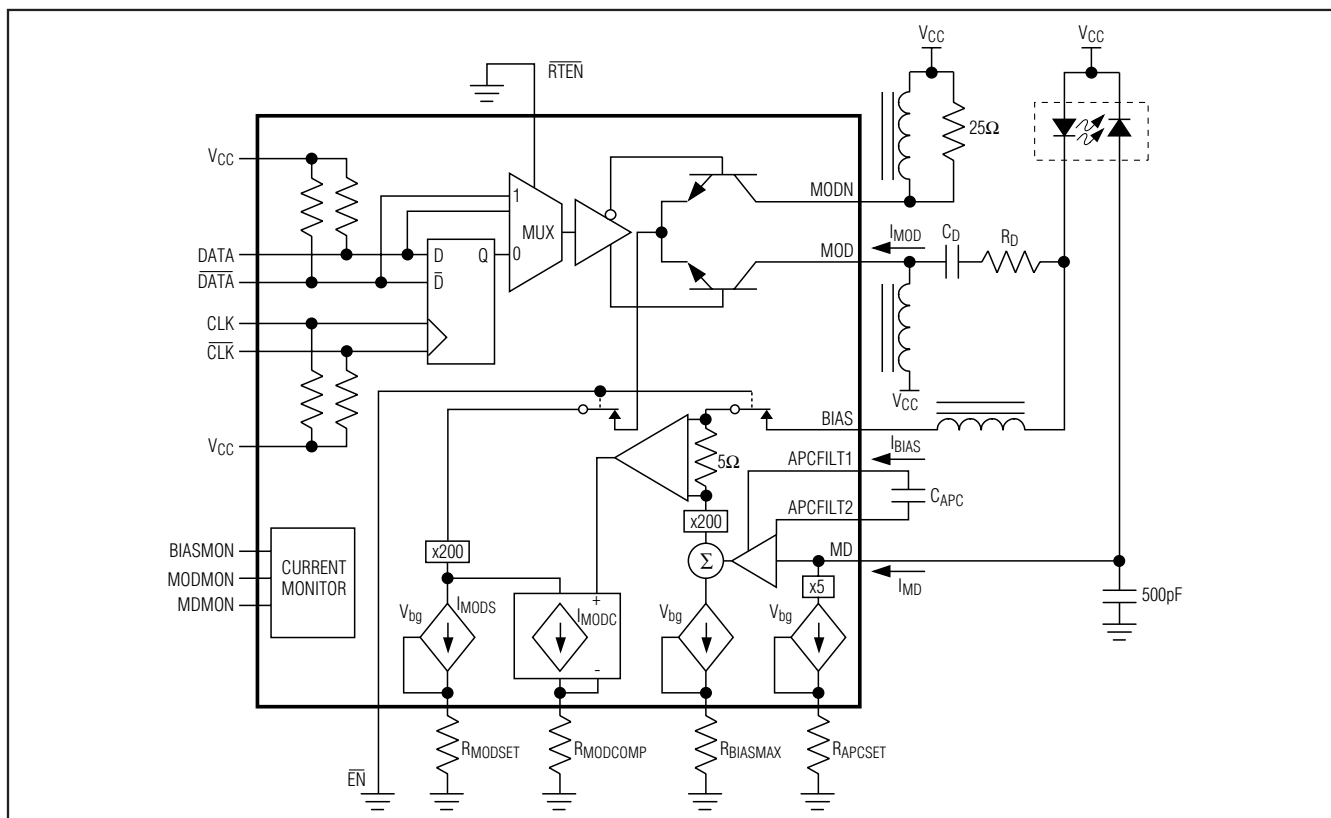 VCC
VCC
RTEN
25Ω
VCC
1
MODN
MUX
IMOD
CD
RD
DATA
D
Q
0
MOD
DATA
D
CLK
CLK
VCC
BIAS
VCC
5Ω
IBIAS
APCFILT1
CAPC
APCFILT2
x200
BIASMON
CURRENT
MONITOR
x200
Σ
MD
MODMON
x5
IMD
500pF
MDMON
Vbg
IMODS
+
IMODC
-
Vbg
Vbg
RMODSET
RMODCOMP
RBIASMAX
RAPCSET
EN